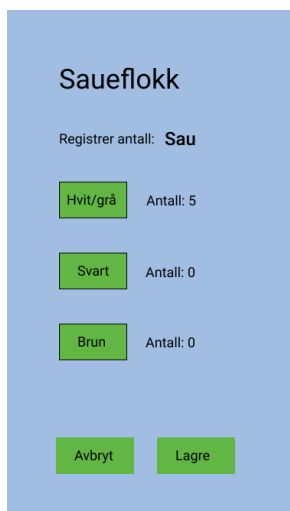 Saueflokk
Registrer antall: Sau
Hvit/grå Antall: 5
Svart Antall: 0
Brun Antall: 0
Avbryt Lagre